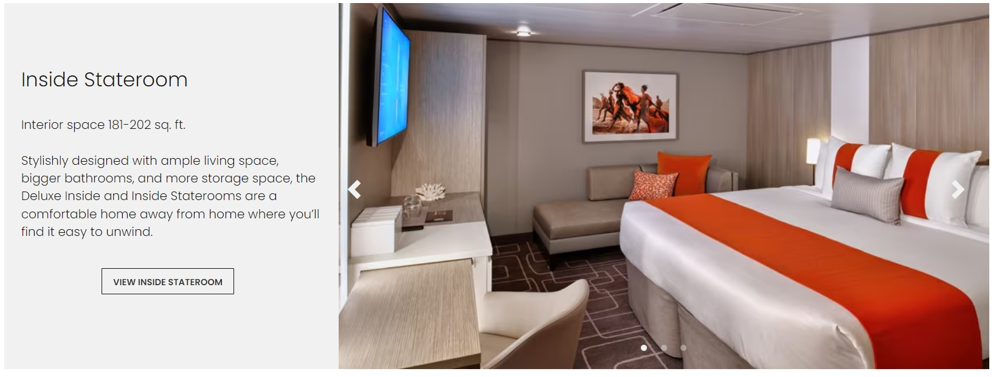 Inside Stateroom
Interior space 181-202 sq. ft.
Stylishly designed with ample living space,
bigger bathrooms, and more storage space, the
Deluxe Inside and Inside Staterooms are a
comfortable home away from home where you’ll
find it easy to unwind.
VIEW INSIDE STATEROOM